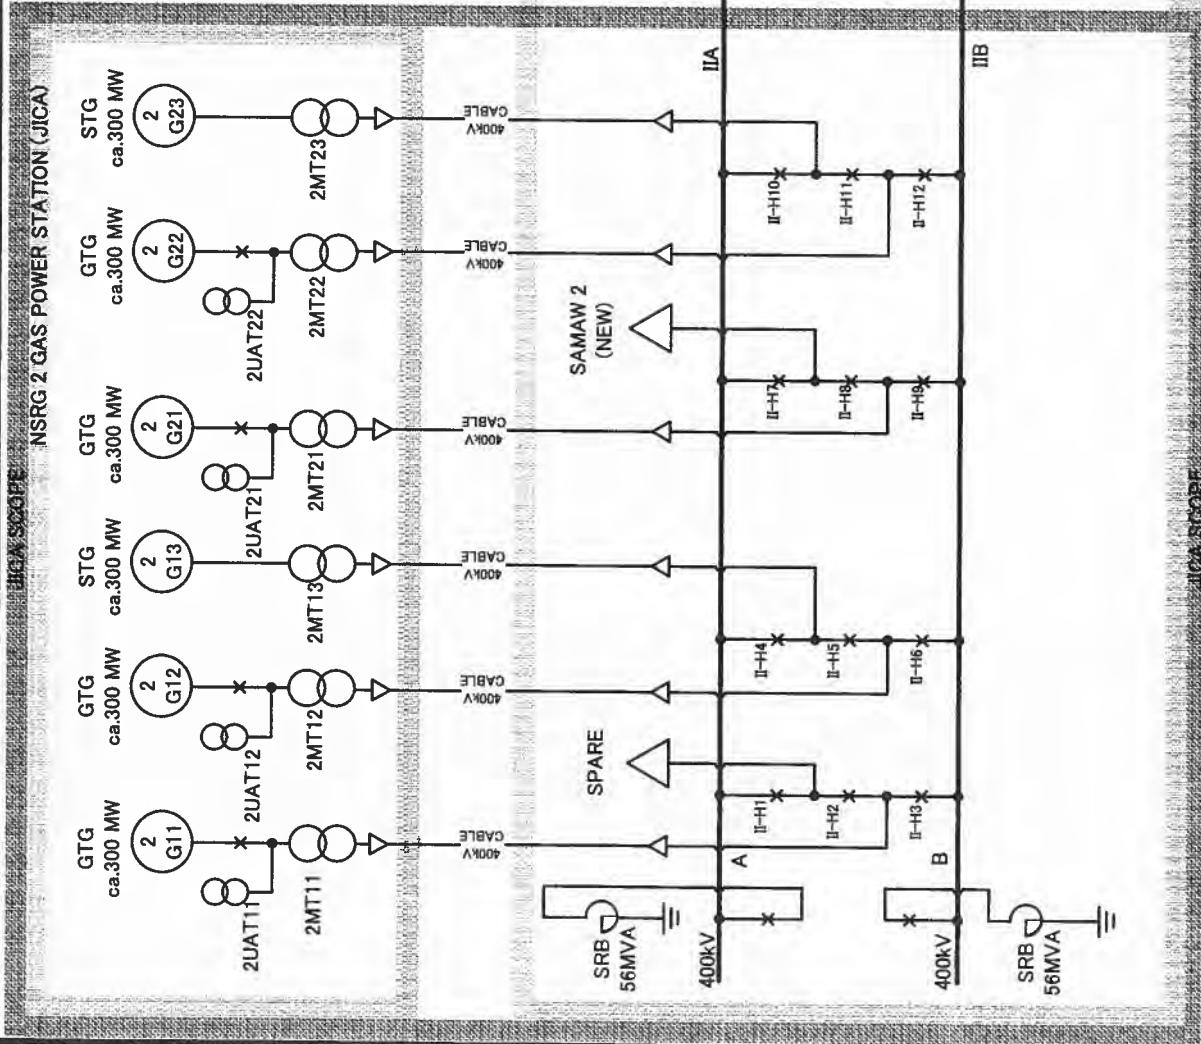 JICA SCOPE
NSRG 2 GAS POWER STATION (JICA)
GTG
ca.300 MW
2
G11
2UAT11
2MT11
400kV
CABLE
GTG
ca.300 MW
2
G12
2UAT12
2MT12
400kV
CABLE
STG
ca.300 MW
2
G13
2MT13
400kV
CABLE
GTG
ca.300 MW
2
G21
2UAT21
2MT21
400kV
CABLE
GTG
ca.300 MW
2
G22
2UAT22
2MT22
400kV
CABLE
STG
ca.300 MW
2
G23
2MT23
400kV
CABLE
SPARE
SAMAW 2
(NEW)
SRB
56MVA
400kV
A
IIA
II-H1
II-H2
II-H3
II-H4
II-H5
II-H6
II-H7
II-H8
II-H9
II-H10
II-H11
II-H12
400kV
B
IIB
SRB
56MVA
JICA SCOPE